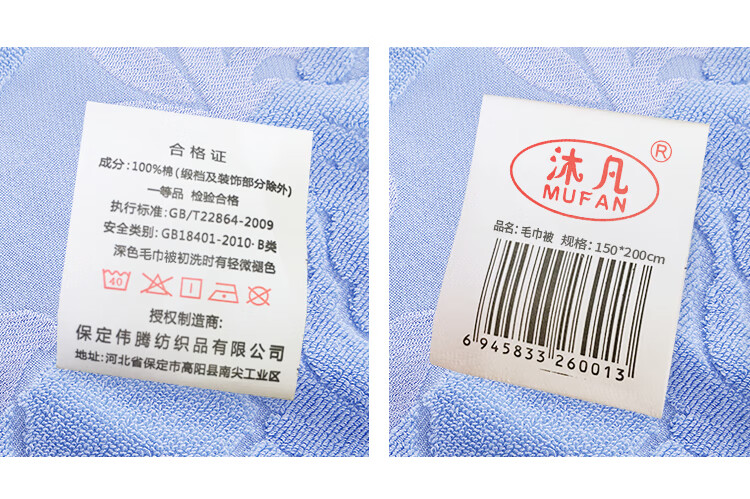 合格证
成分:100%棉(缎档及装饰部分除外)
一等品 检验合格
执行标准:GB/T22864-2009
安全类别:GB18401-2010·B类
深色毛巾被初洗时有轻微褪色
40
授权制造商:
保定伟腾纺织品有限公司
地址:河北省保定市高阳县南尖工业区
沐凡®
MUFAN
品名:毛巾被 规格:150*200cm
6 945833 260013